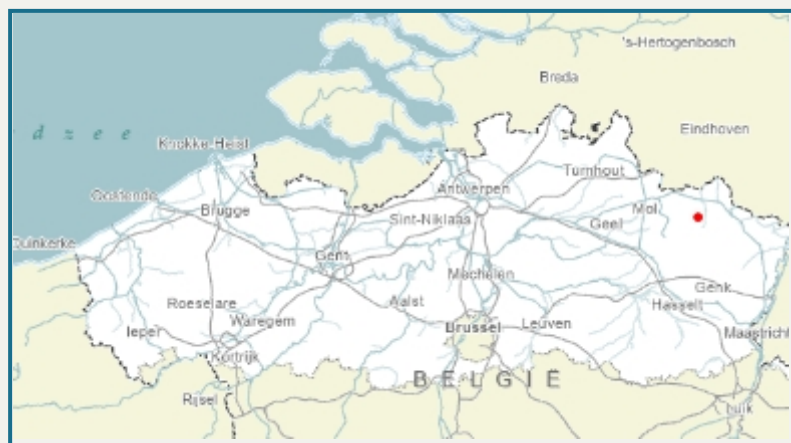 's-Hertogenbosch
Breda
d z e e
Eindhoven
Knokke-Heist
Turnhout
Antwerpen
Oostende
Mol
Brugge
Sint-Niklaas
Geel
Duinkerke
Gent
Mechelen
Genk
Roeselare
Aalst
Hasselt
Ieper
Waregem
Brussel
Leuven
Maastricht
Kortrijk
BELGIË
Rijsel
Luik